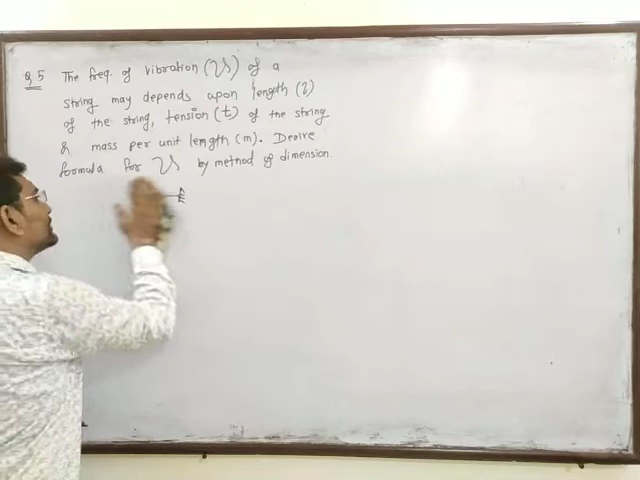 Q5 The freq. of vibration (ν) of a
string may depends upon length (l)
of the string, tension (t) of the string
& mass per unit length (m). Derive
formula for ν by method of dimension.